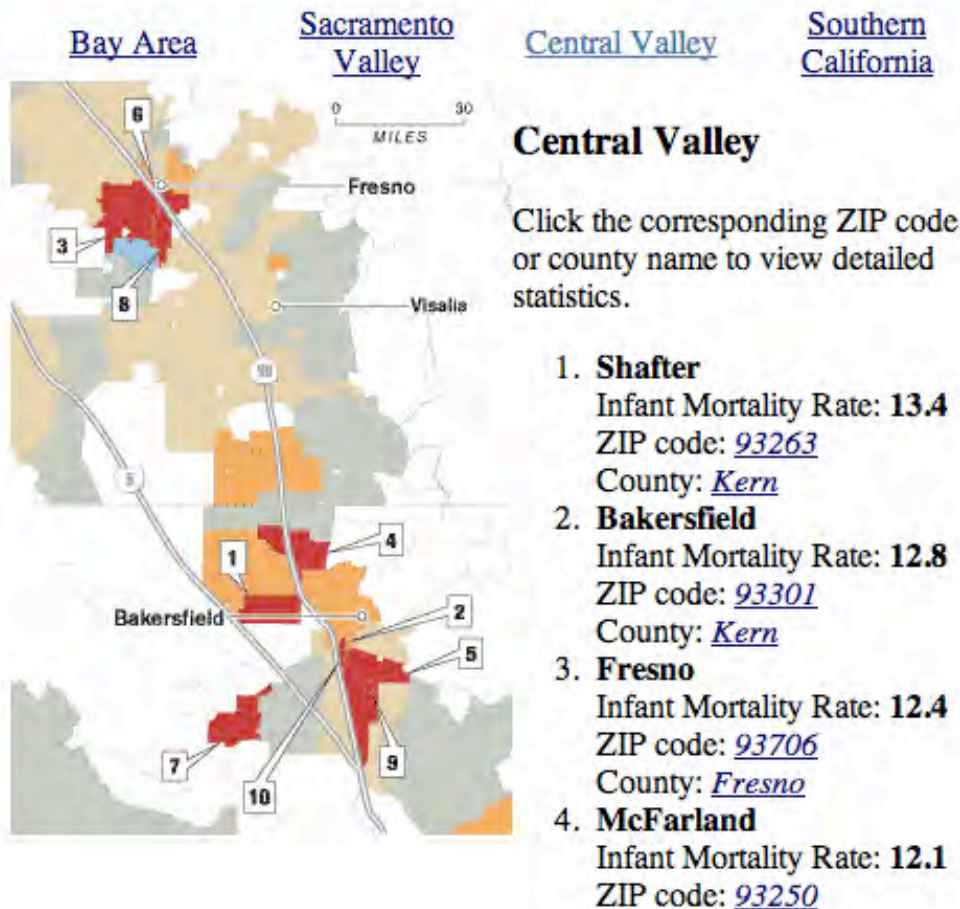 Bay Area
Sacramento
Valley
Central Valley
Southern
California
0 30
MILES
6
Fresno
3
8
Visalia
99
5
4
1
Bakersfield
2
5
7
9
10
Central Valley
Click the corresponding ZIP code
or county name to view detailed
statistics.
1. Shafter
Infant Mortality Rate: 13.4
ZIP code: 93263
County: Kern
2. Bakersfield
Infant Mortality Rate: 12.8
ZIP code: 93301
County: Kern
3. Fresno
Infant Mortality Rate: 12.4
ZIP code: 93706
County: Fresno
4. McFarland
Infant Mortality Rate: 12.1
ZIP code: 93250